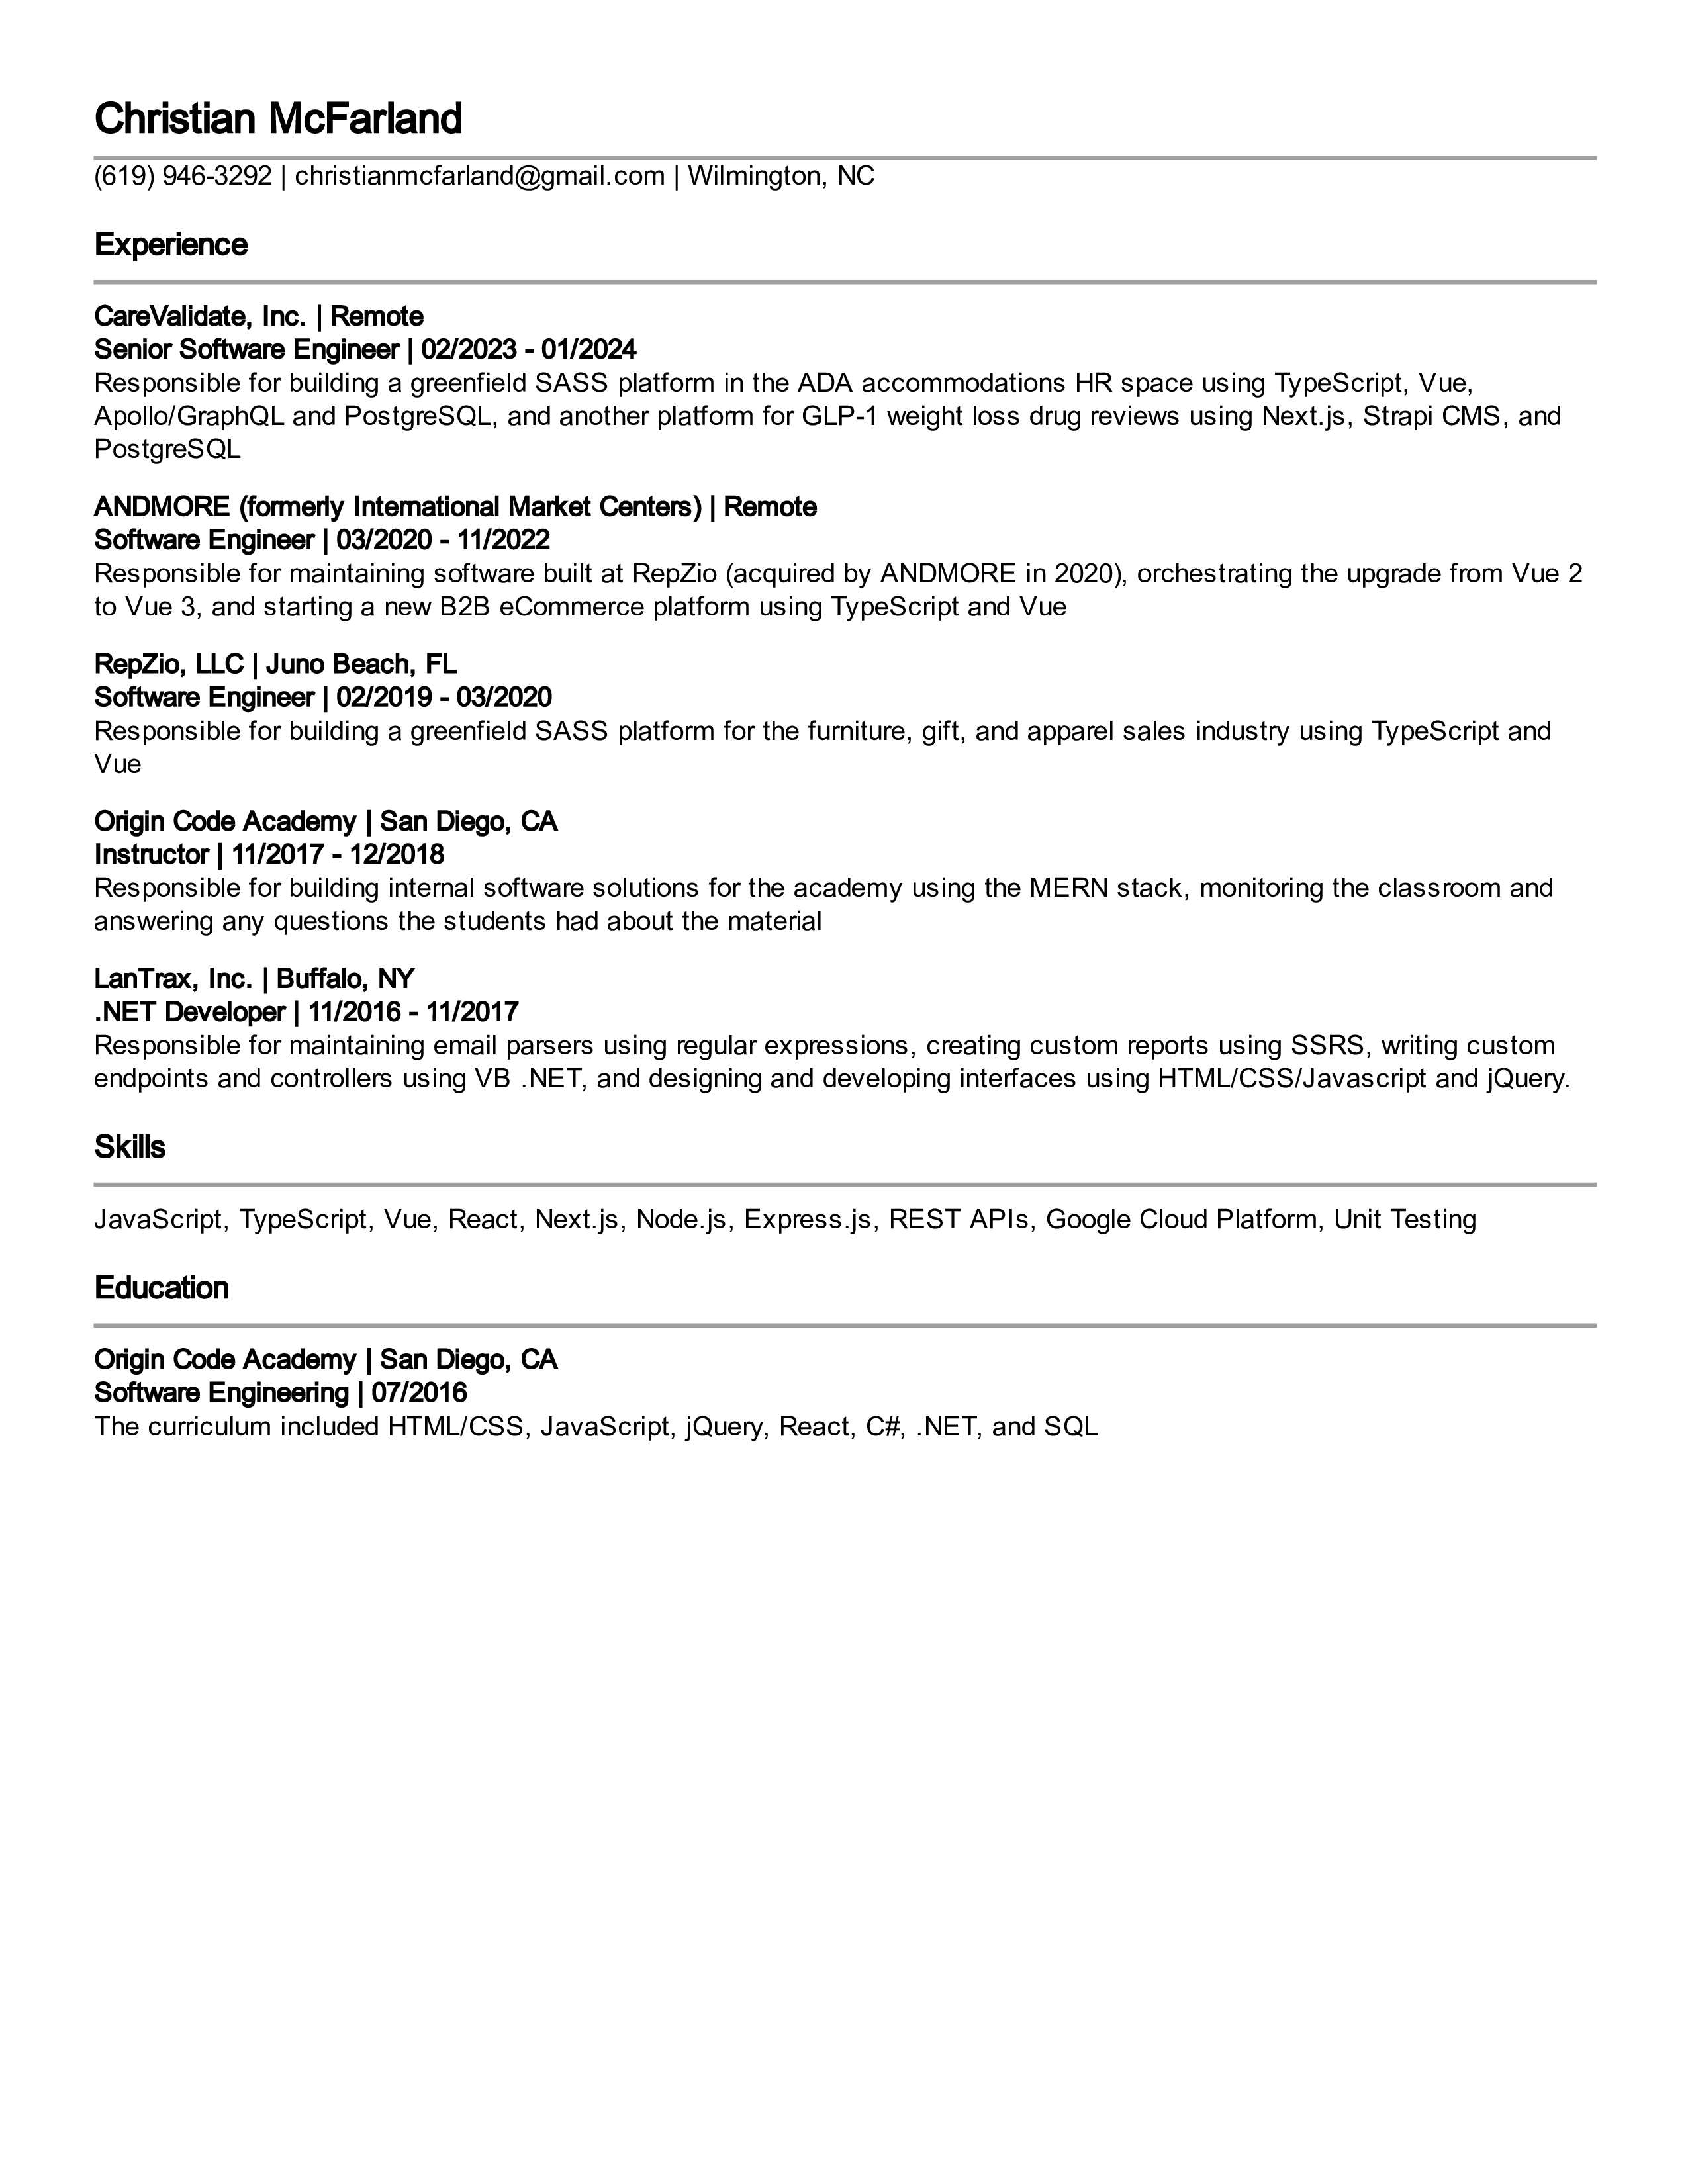 Christian McFarland
(619) 946-3292 | christianmcfarland@gmail.com | Wilmington, NC
Experience
CareValidate, Inc. | Remote
Senior Software Engineer | 02/2023 - 01/2024
Responsible for building a greenfield SASS platform in the ADA accommodations HR space using TypeScript, Vue,
Apollo/GraphQL and PostgreSQL, and another platform for GLP-1 weight loss drug reviews using Next.js, Strapi CMS, and
PostgreSQL
ANDMORE (formerly International Market Centers) | Remote
Software Engineer | 03/2020 - 11/2022
Responsible for maintaining software built at RepZio (acquired by ANDMORE in 2020), orchestrating the upgrade from Vue 2
to Vue 3, and starting a new B2B eCommerce platform using TypeScript and Vue
RepZio, LLC | Juno Beach, FL
Software Engineer | 02/2019 - 03/2020
Responsible for building a greenfield SASS platform for the furniture, gift, and apparel sales industry using TypeScript and
Vue
Origin Code Academy | San Diego, CA
Instructor | 11/2017 - 12/2018
Responsible for building internal software solutions for the academy using the MERN stack, monitoring the classroom and
answering any questions the students had about the material
LanTrax, Inc. | Buffalo, NY
.NET Developer | 11/2016 - 11/2017
Responsible for maintaining email parsers using regular expressions, creating custom reports using SSRS, writing custom
endpoints and controllers using VB .NET, and designing and developing interfaces using HTML/CSS/Javascript and jQuery.
Skills
JavaScript, TypeScript, Vue, React, Next.js, Node.js, Express.js, REST APIs, Google Cloud Platform, Unit Testing
Education
Origin Code Academy | San Diego, CA
Software Engineering | 07/2016
The curriculum included HTML/CSS, JavaScript, jQuery, React, C#, .NET, and SQL